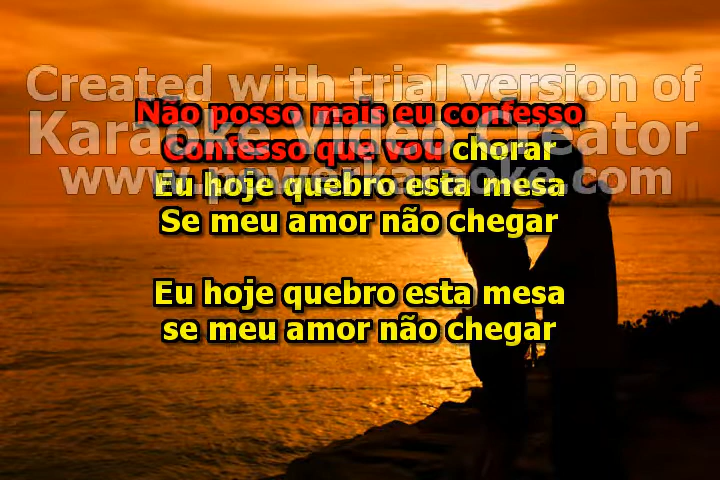 Created with trial version of
Não posso mais eu confesso
Karaoke Video Creator
Confesso que vou chorar
www.powerkaraoke.com
Eu hoje quebro esta mesa
Se meu amor não chegar
Eu hoje quebro esta mesa
se meu amor não chegar